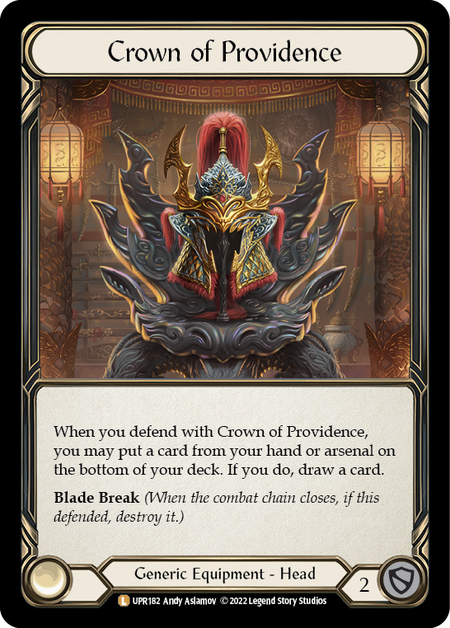 Crown of Providence
When you defend with Crown of Providence,
you may put a card from your hand or arsenal on
the bottom of your deck. If you do, draw a card.
Blade Break (When the combat chain closes, if this
defended, destroy it.)
Generic Equipment - Head
2
L UPR182 Andy Aslamov © 2022 Legend Story Studios